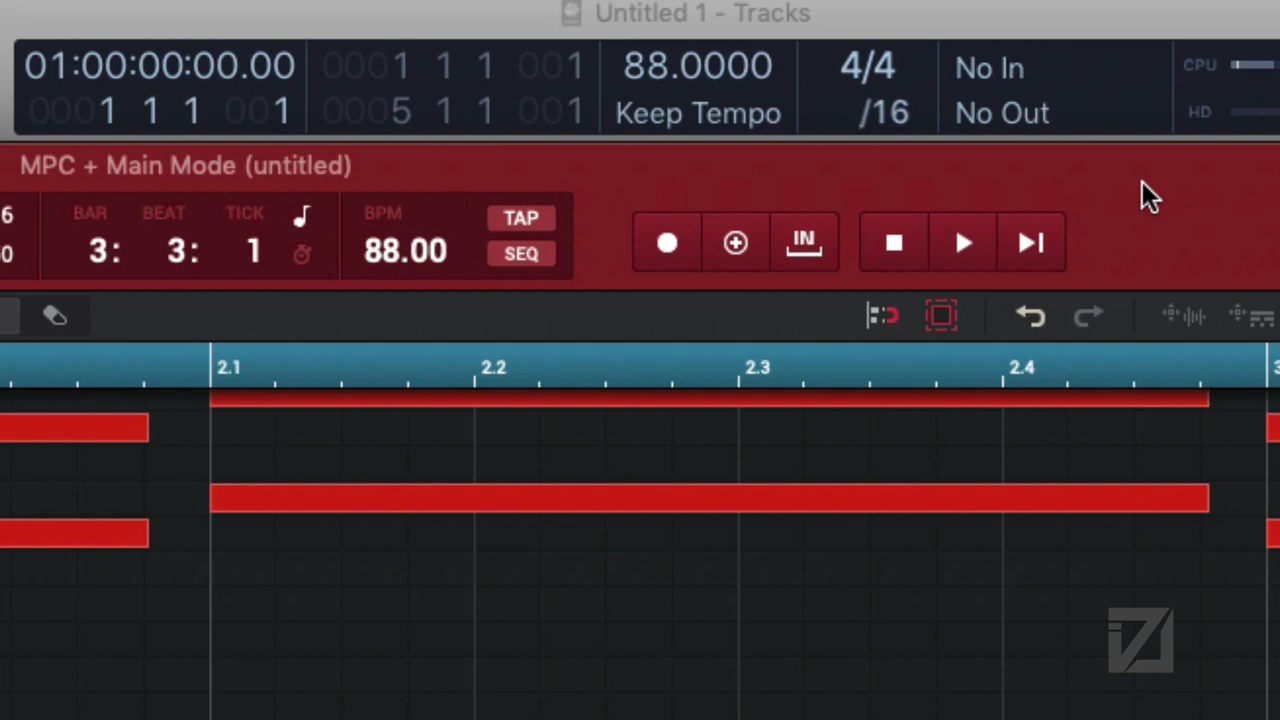 Untitled 1 - Tracks
01:00:00:00.00 0001 1 1 001 88.0000 4/4 No In CPU
0001 1 1 001 0005 1 1 001 Keep Tempo /16 No Out HD
MPC + Main Mode (untitled)
6 BAR BEAT TICK BPM TAP
0 3: 3: 1 88.00 SEQ IN
2.1 2.2 2.3 2.4 3